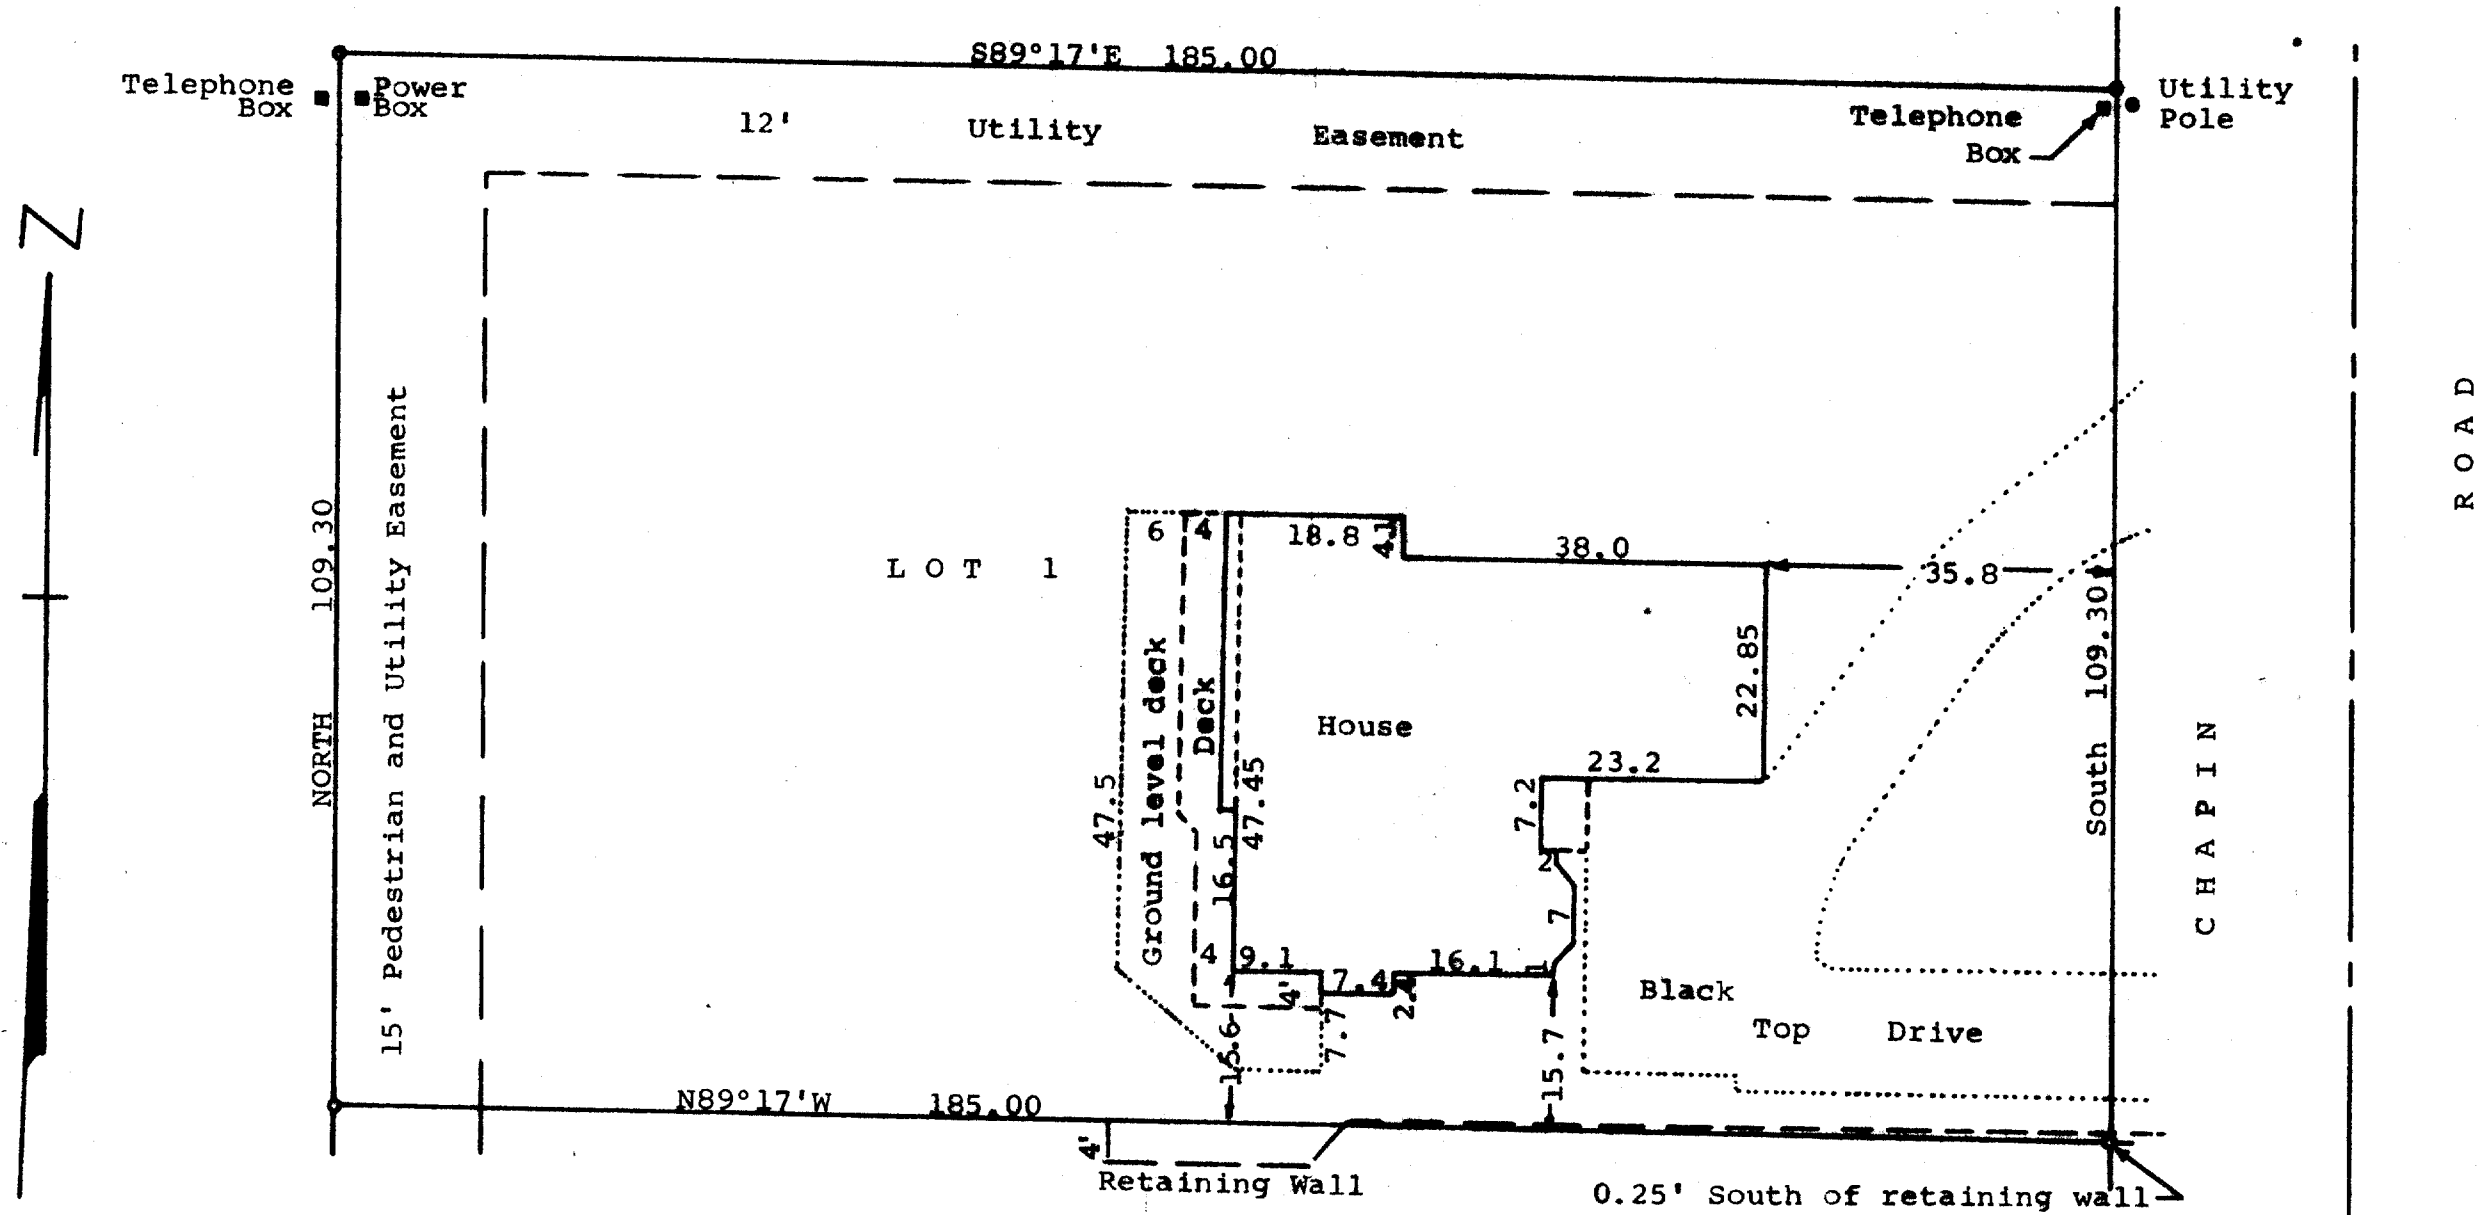 S89°17'E 185.00
Telephone
Box
Power
Box
Utility
Pole
Telephone
Box
12' Utility Easement
N
NORTH 109.30
15' Pedestrian and Utility Easement
LOT 1
6
4
18.8
4.1
38.0
35.8
ROAD
South 109.30
CHAPIN
Ground level deck
Deck
47.5
47.45
16.5
House
22.85
23.2
7.2
2
7
1
4
9.1
4'
7.4
2.4
16.1
7.7
15.6
15.7
Black
Top Drive
N89°17'W 185.00
4'
Retaining Wall
0.25' South of retaining wall